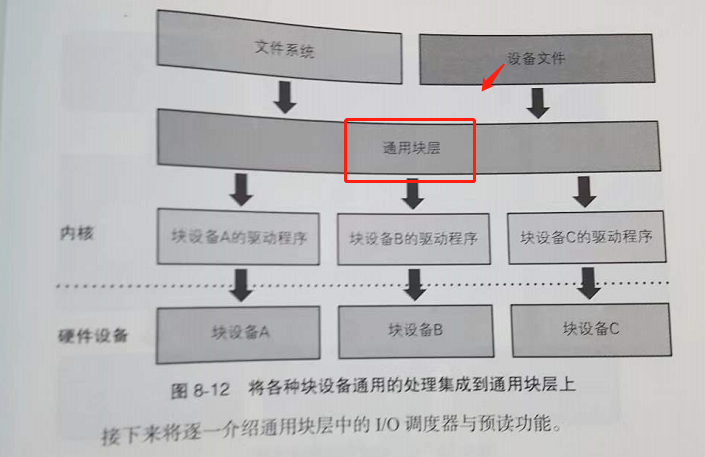 文件系统
设备文件
通用块层
内核
块设备A的驱动程序
块设备B的驱动程序
块设备C的驱动程序
硬件设备
块设备A
块设备B
块设备C
图 8-12 将各种块设备通用的处理集成到通用块层上
接下来将逐一介绍通用块层中的 I/O 调度器与预读功能。